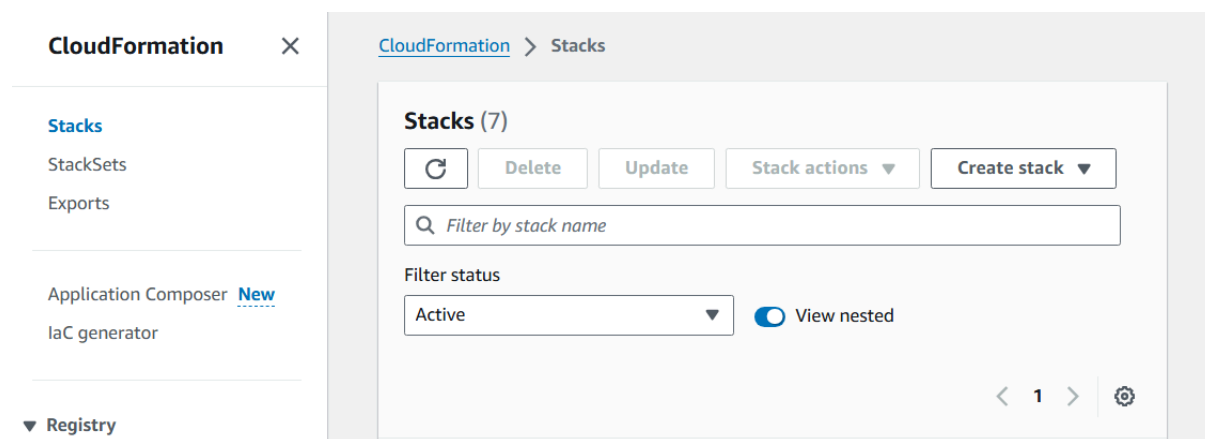 CloudFormation
Stacks
StackSets
Exports
Application Composer New
IaC generator
Registry
CloudFormation > Stacks
Stacks (7)
Delete Update Stack actions Create stack
Filter by stack name
Filter status
Active View nested
1